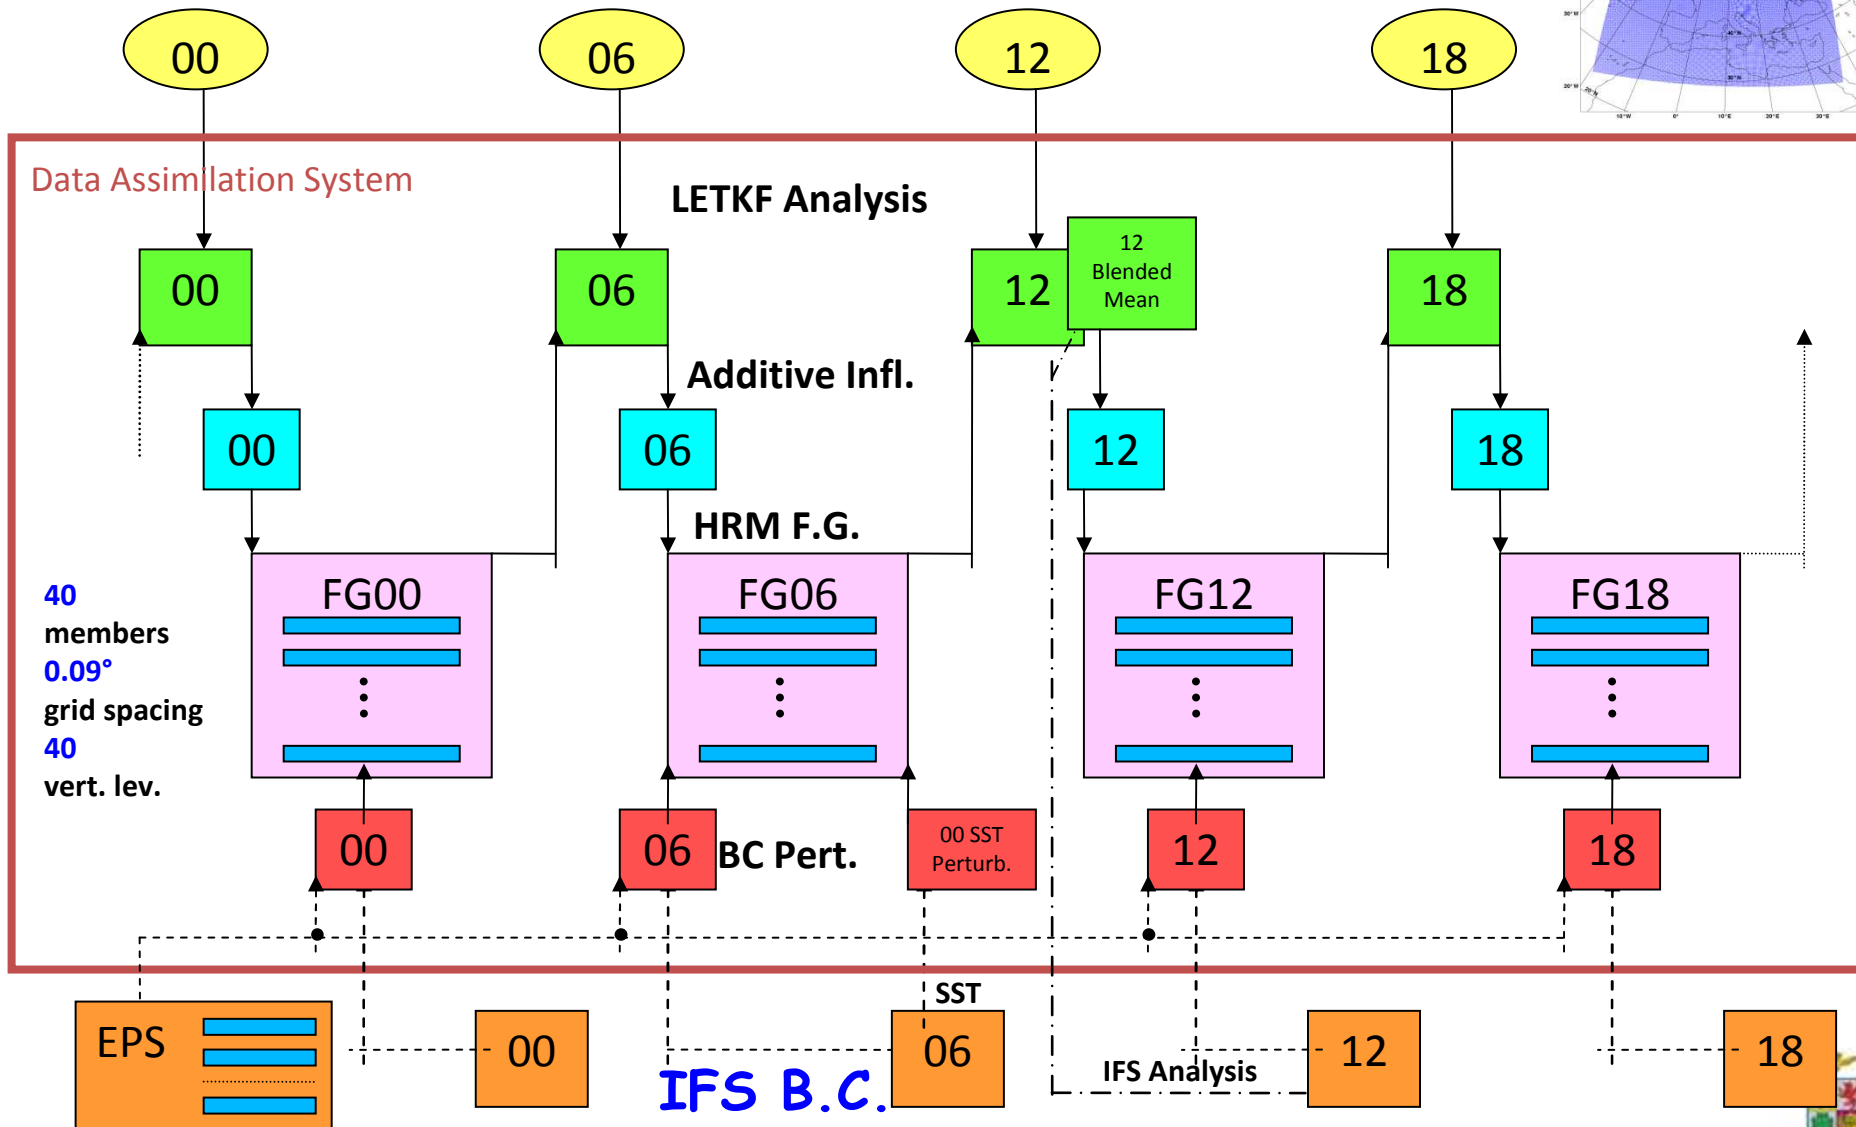 00
06
12
18
Data Assimilation System
LETKF Analysis
00
06
12
12
Blended
Mean
18
Additive Infl.
00
06
12
18
HRM F.G.
FG00
FG06
FG12
FG18
40
members
0.09°
grid spacing
40
vert. lev.
00
06
BC Pert.
00 SST
Perturb.
12
18
SST
EPS
00
06
12
18
IFS Analysis
IFS B.C.